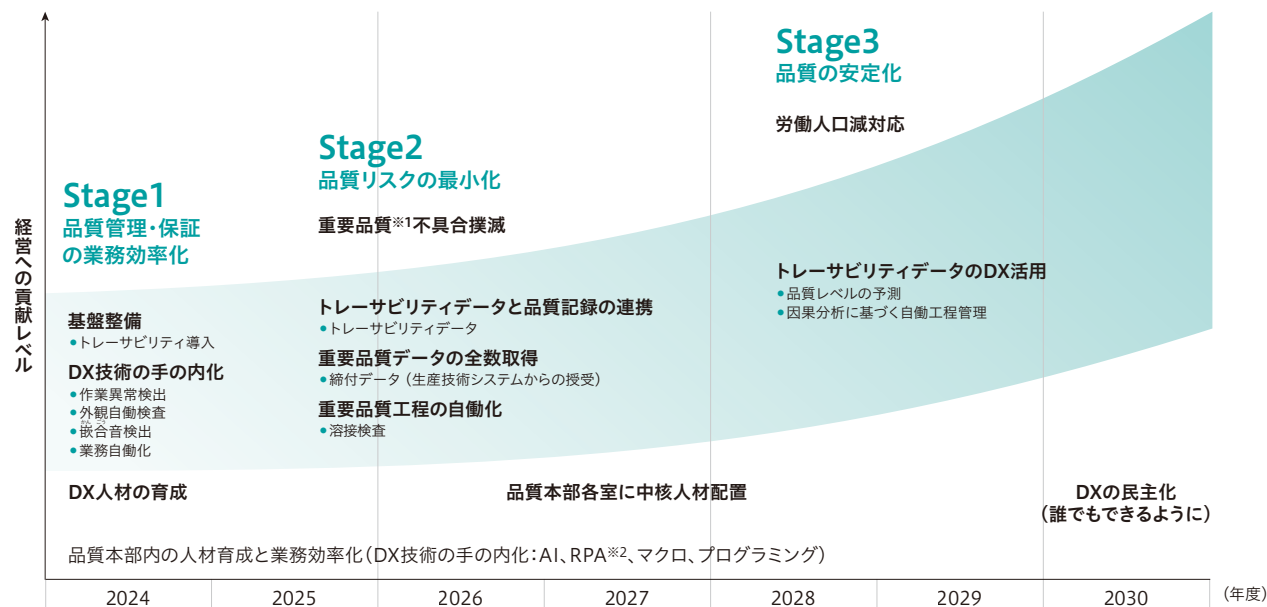 経営への貢献レベル
Stage1
品質管理・保証
の業務効率化
基盤整備
●トレーサビリティ導入
DX技術の手の内化
●作業異常検出
●外観自働検査
●嵌合音検出
かんごう
●業務自動化
DX人材の育成
Stage2
品質リスクの最小化
重要品質※1不具合撲滅
トレーサビリティデータと品質記録の連携
●トレーサビリティデータ
重要品質データの全数取得
●締付データ（生産技術システムからの授受）
重要品質工程の自働化
●溶接検査
品質本部各室に中核人材配置
Stage3
品質の安定化
労働人口減対応
トレーサビリティデータのDX活用
●品質レベルの予測
●因果分析に基づく自働工程管理
DXの民主化
（誰でもできるように）
品質本部内の人材育成と業務効率化（DX技術の手の内化：AI、RPA※2、マクロ、プログラミング）
2024 2025 2026 2027 2028 2029 2030 （年度）